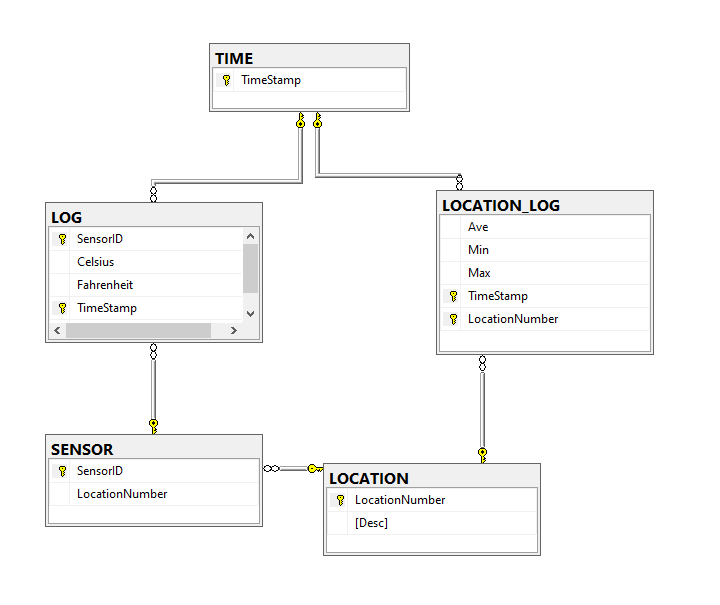 TIME
TimeStamp
LOG
SensorID
Celsius
Fahrenheit
TimeStamp
LOCATION_LOG
Ave
Min
Max
TimeStamp
LocationNumber
SENSOR
SensorID
LocationNumber
LOCATION
LocationNumber
[Desc]